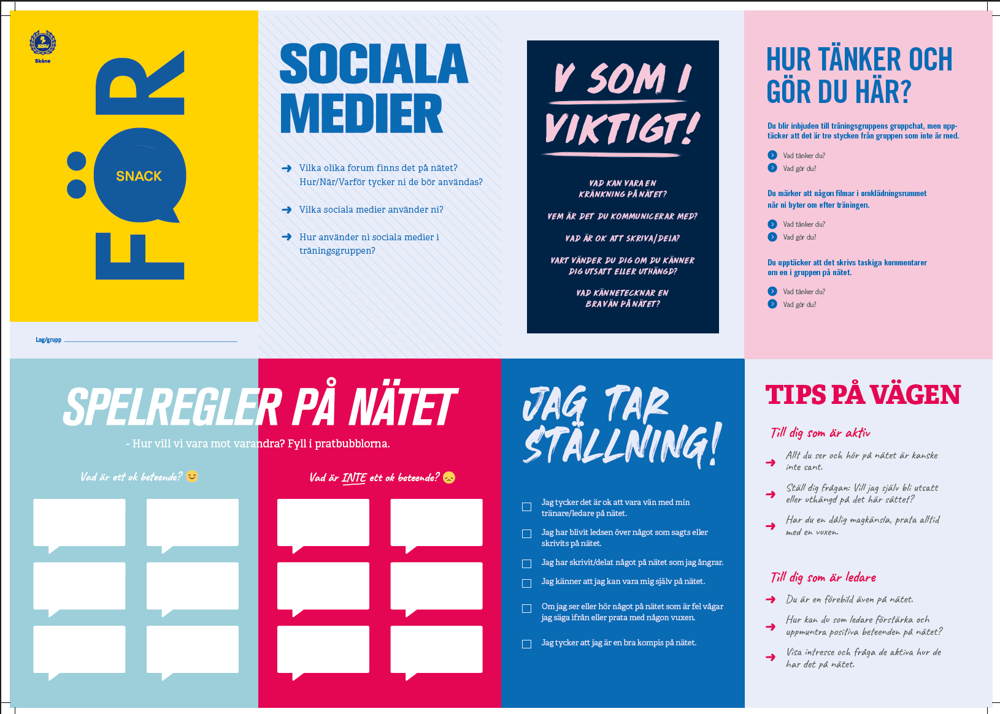 RF
SISU
Skåne
FÖR
SNACK
Lag/grupp
SOCIALA
MEDIER
Vilka olika forum finns det på nätet?
Hur/När/Varför tycker ni de bör användas?
Vilka sociala medier använder ni?
Hur använder ni sociala medier i
träningsgruppen?
V SOM I
VIKTIGT!
VAD KAN VARA EN
KRÄNKNING PÅ NÄTET?
VEM ÄR DET DU KOMMUNICERAR MED?
VAD ÄR OK ATT SKRIVA/DELA?
VART VÄNDER DU DIG OM DU KÄNNER
DIG UTSATT ELLER UTHÄNGD?
VAD KÄNNETECKNAR EN
BRA VÄN PÅ NÄTET?
HUR TÄNKER OCH
GÖR DU HÄR?
Du blir inbjuden till träningsgruppens gruppchat, men upp-
täcker att det är tre stycken från gruppen som inte är med.
Vad tänker du?
Vad gör du?
Du märker att någon filmar i omklädningsrummet
när ni byter om efter träningen.
Vad tänker du?
Vad gör du?
Du upptäcker att det skrivs taskiga kommentarer
om en i gruppen på nätet.
Vad tänker du?
Vad gör du?
SPELREGLER PÅ NÄTET
- Hur vill vi vara mot varandra? Fyll i pratbubblorna.
Vad är ett ok beteende?
Vad är INTE ett ok beteende?
JAG TAR
STÄLLNING!
Jag tycker det är ok att vara vän med min
tränare/ledare på nätet.
Jag har blivit ledsen över något som sagts eller
skrivits på nätet.
Jag har skrivit/delat något på nätet som jag ångrar.
Jag känner att jag kan vara mig själv på nätet.
Om jag ser eller hör något på nätet som är fel vågar
jag säga ifrån eller prata med någon vuxen.
Jag tycker att jag är en bra kompis på nätet.
TIPS PÅ VÄGEN
Till dig som är aktiv
Allt du ser och hör på nätet är kanske
inte sant.
Ställ dig frågan: Vill jag själv bli utsatt
eller uthängd på det här sättet?
Har du en dålig magkänsla, prata alltid
med en vuxen.
Till dig som är ledare
Du är en förebild även på nätet.
Hur kan du som ledare förstärka och
uppmuntra positiva beteenden på nätet?
Visa intresse och fråga de aktiva hur de
har det på nätet.